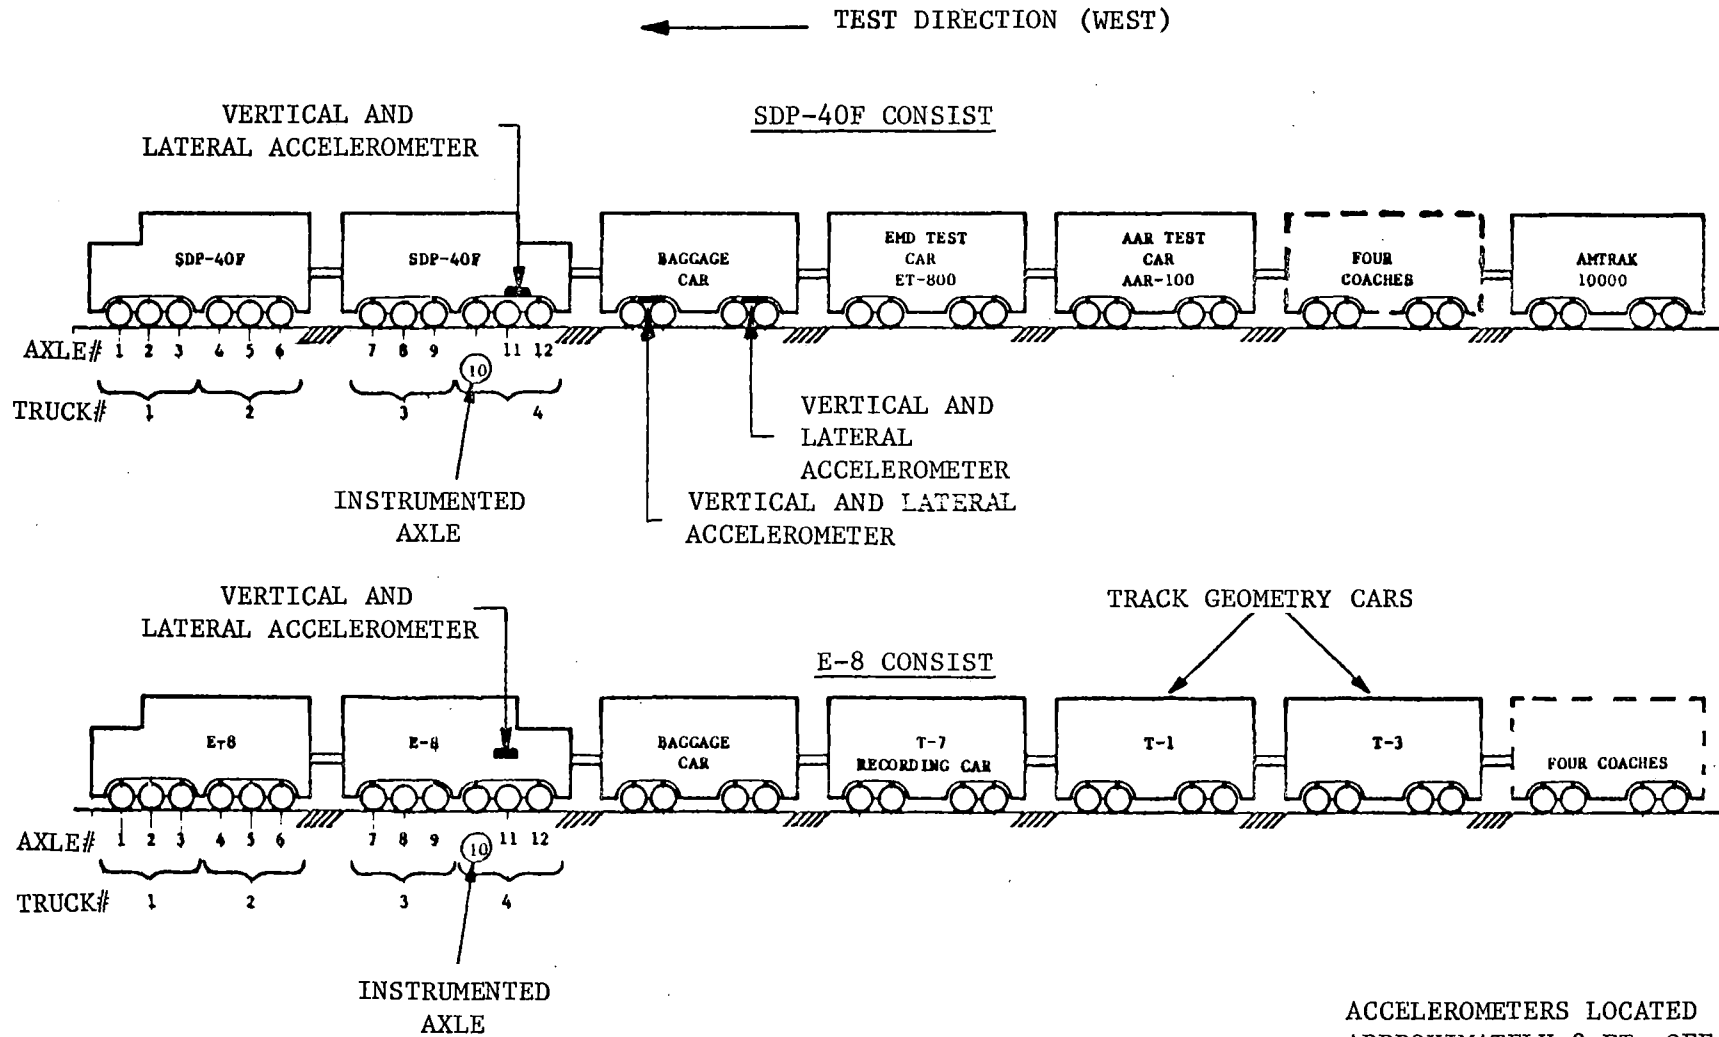 TEST DIRECTION (WEST)
VERTICAL AND
LATERAL ACCELEROMETER
SDP-40F CONSIST
SDP-40F
SDP-40F
BAGGAGE
CAR
EMD TEST
CAR
ET-800
AAR TEST
CAR
AAR-100
FOUR
COACHES
AMTRAK
10000
AXLE# 1 2 3 4 5 6 7 8 9 10 11 12
TRUCK# 1 2 3 4
INSTRUMENTED
AXLE
VERTICAL AND
LATERAL
ACCELEROMETER
VERTICAL AND LATERAL
ACCELEROMETER
VERTICAL AND
LATERAL ACCELEROMETER
E-8 CONSIST
TRACK GEOMETRY CARS
E-8
E-8
BAGGAGE
CAR
T-7
RECORDING CAR
T-1
T-3
FOUR COACHES
AXLE# 1 2 3 4 5 6 7 8 9 10 11 12
TRUCK# 1 2 3 4
INSTRUMENTED
AXLE
ACCELEROMETERS LOCATED